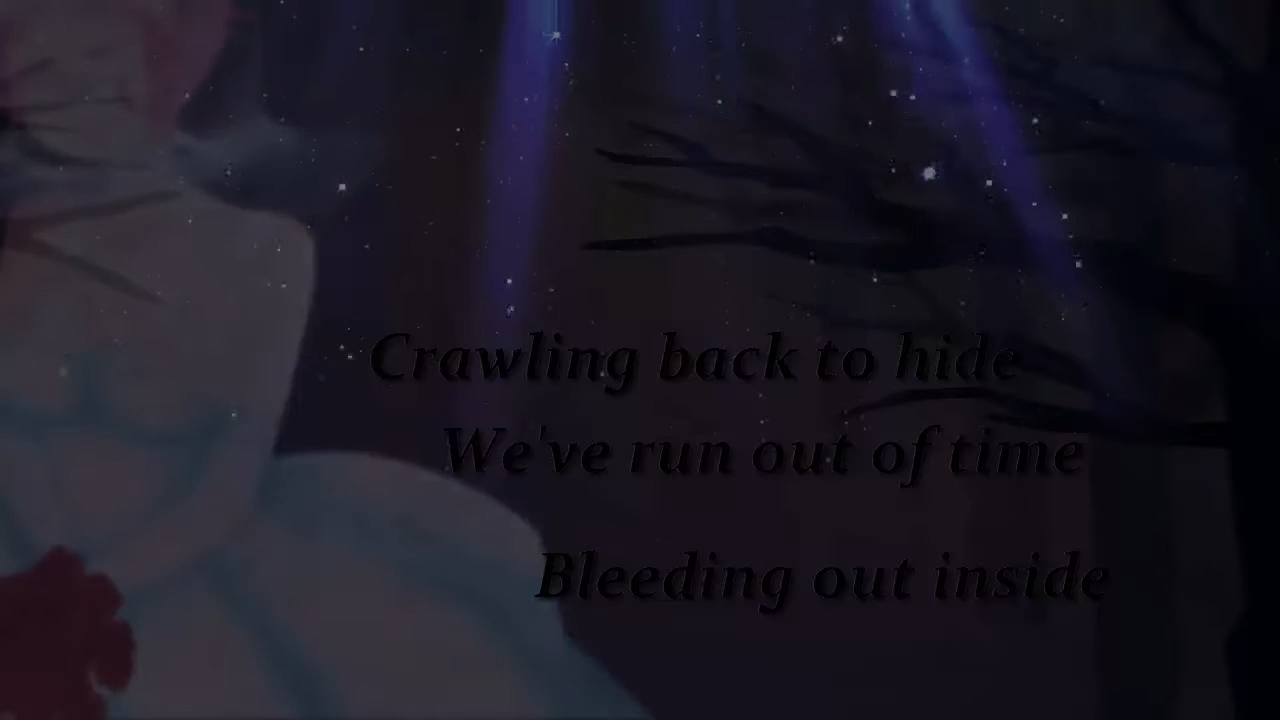 Crawling back to hide
We've run out of time
Bleeding out inside